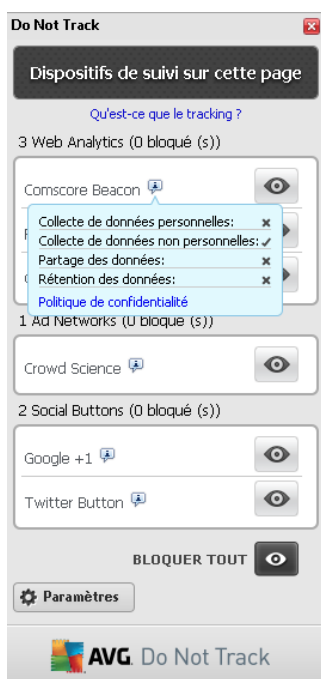 Do Not Track
Dispositifs de suivi sur cette page
Qu'est-ce que le tracking ?
3 Web Analytics (0 bloqué (s))
Comscore Beacon
Collecte de données personnelles:
Collecte de données non personnelles:
Partage des données:
Rétention des données:
Politique de confidentialité
1 Ad Networks (0 bloqué (s))
Crowd Science
2 Social Buttons (0 bloqué (s))
Google +1
Twitter Button
BLOQUER TOUT
Paramètres
AVG. Do Not Track